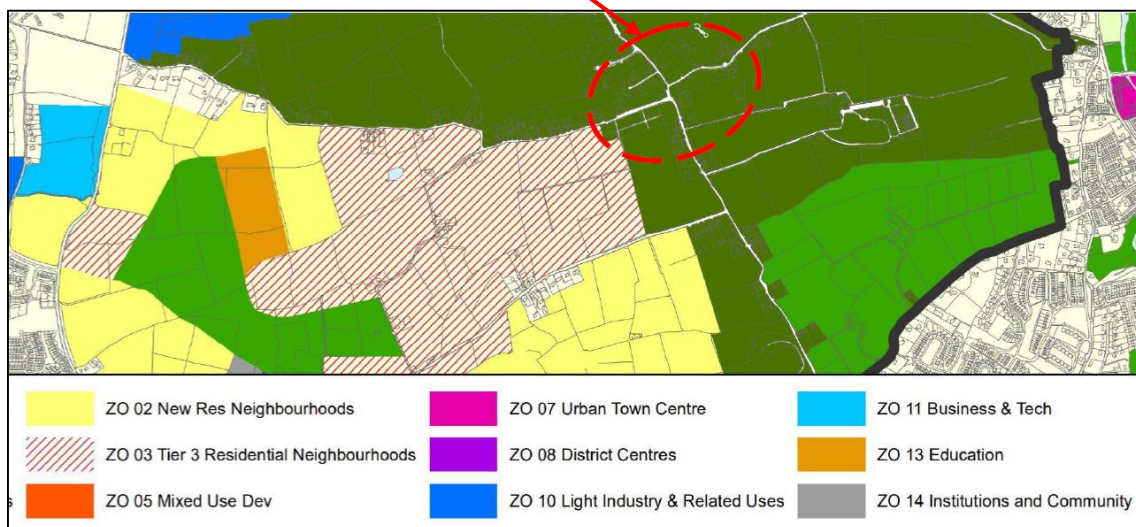 ZO 02 New Res Neighbourhoods
ZO 03 Tier 3 Residential Neighbourhoods
s
ZO 05 Mixed Use Dev
ZO 07 Urban Town Centre
ZO 08 District Centres
ZO 10 Light Industry & Related Uses
ZO 11 Business & Tech
ZO 13 Education
ZO 14 Institutions and Community